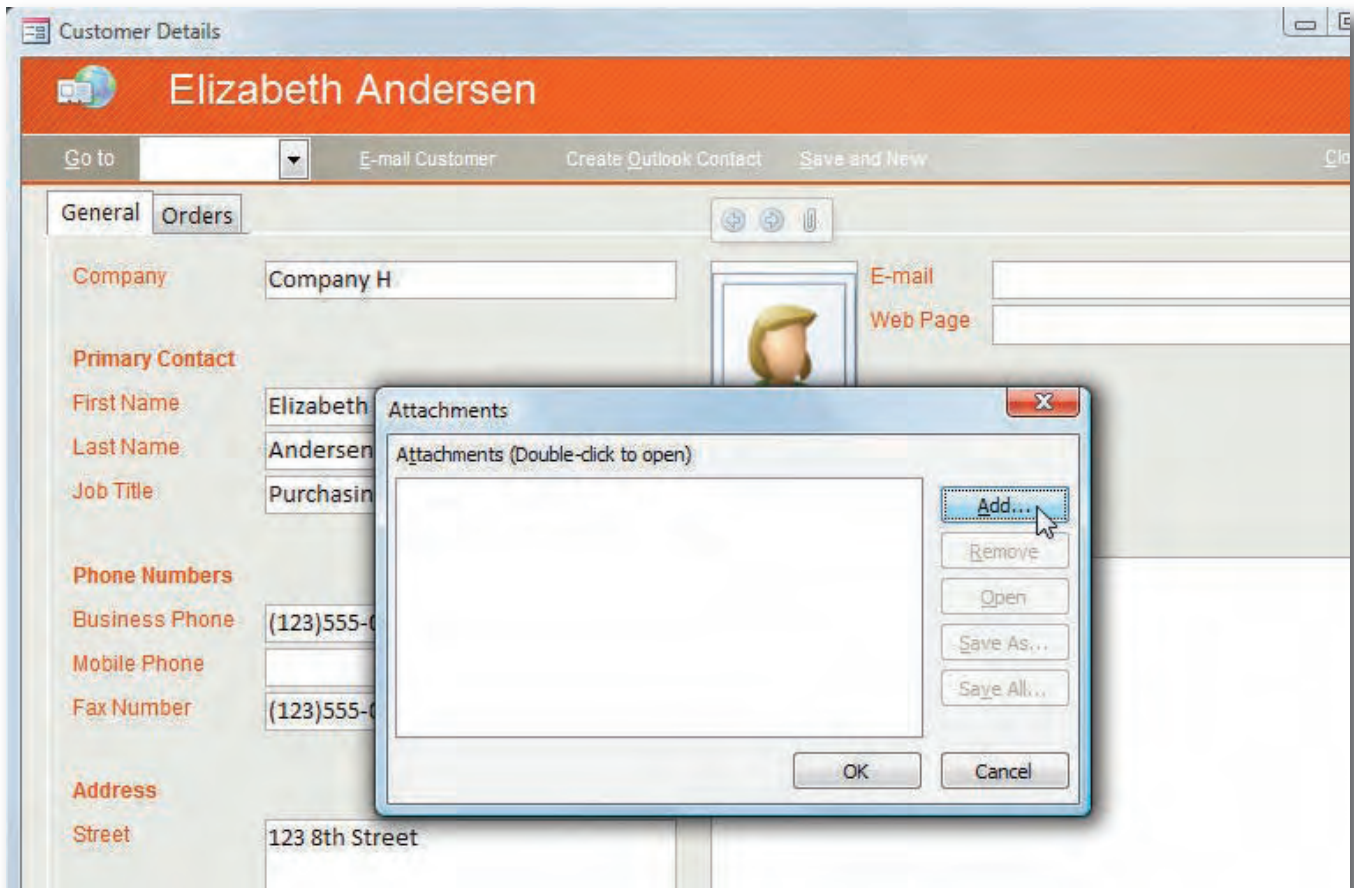 Customer Details
Elizabeth Andersen
Go to E-mail Customer Create Outlook Contact Save and New
General Orders
Company Company H
E-mail
Web Page
Primary Contact
First Name Elizabeth
Last Name Andersen
Job Title Purchasin
Phone Numbers
Business Phone (123)555-0
Mobile Phone
Fax Number (123)555-0
Address
Street 123 8th Street
Attachments
Attachments (Double-click to open)
Add...
Remove
Open
Save As...
Save All...
OK Cancel